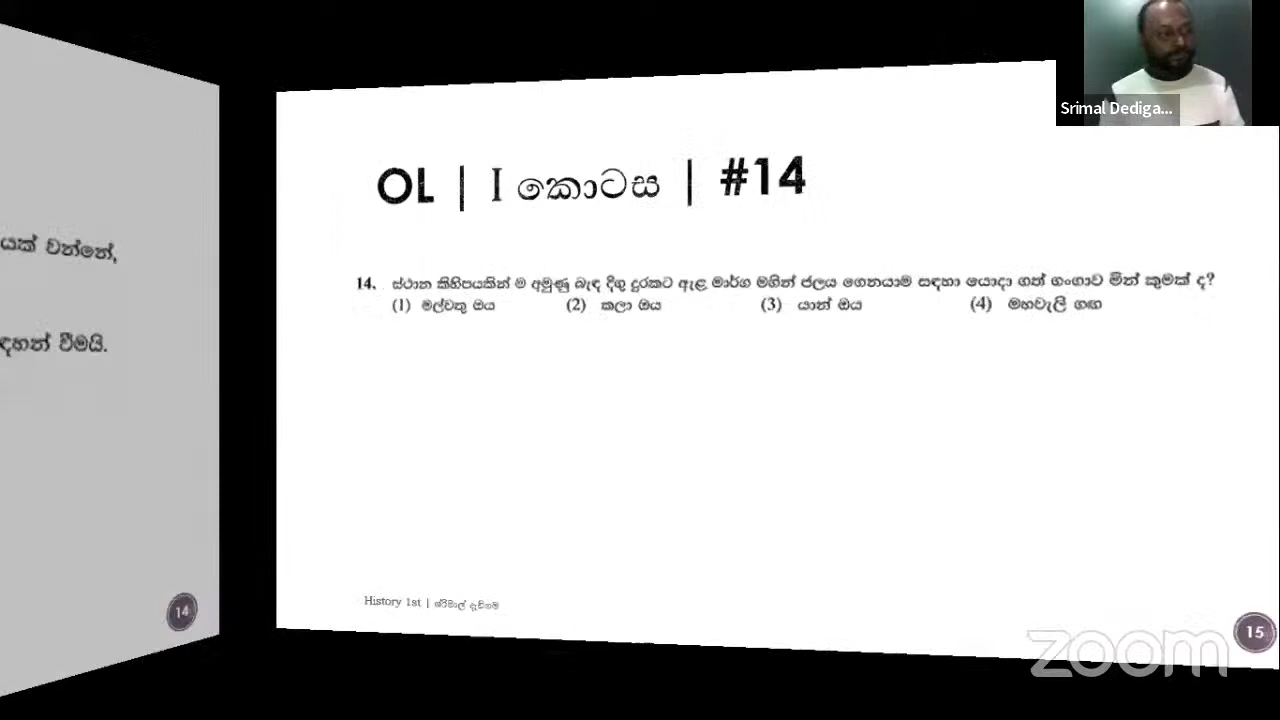 Srimal Dediga...
OL | I කොටස | #14
යක් වන්නේ,
14. ස්ථාන කිහිපයකින් ම අමුණු බැඳ දිගු දුරකට ඇළ මාර්ග මගින් ජලය ගෙනයාම සඳහා යොදා ගත් ගංගාව මින් කුමක් ද?
(1) මල්වතු ඔය (2) කලා ඔය (3) යාන් ඔය (4) මහවැලි ගඟ
දහන් වීමයි.
History 1st | ශ්‍රිමාල් දැඩිගම
14
15
zoom